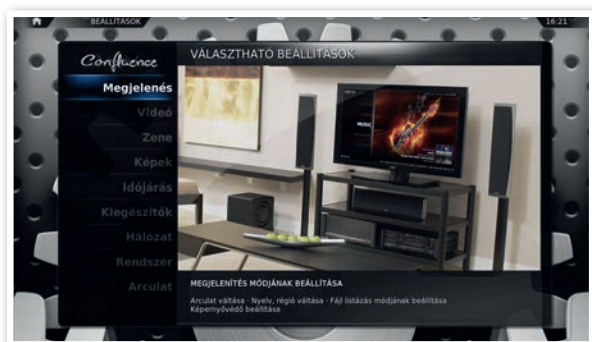 BEÁLLÍTÁSOK
16:21
Confluence
VÁLASZTHATÓ BEÁLLÍTÁSOK
Megjelenés
Videó
Zene
Képek
Időjárás
Kiegészítők
Hálózat
Rendszer
Arculat
MUSIC
MEGJELENÍTÉS MÓDJÁNAK BEÁLLÍTÁSA
Arculat váltása · Nyelv, régió váltása · Fájl listázás módjának beállítása
Képernyővédő beállítása